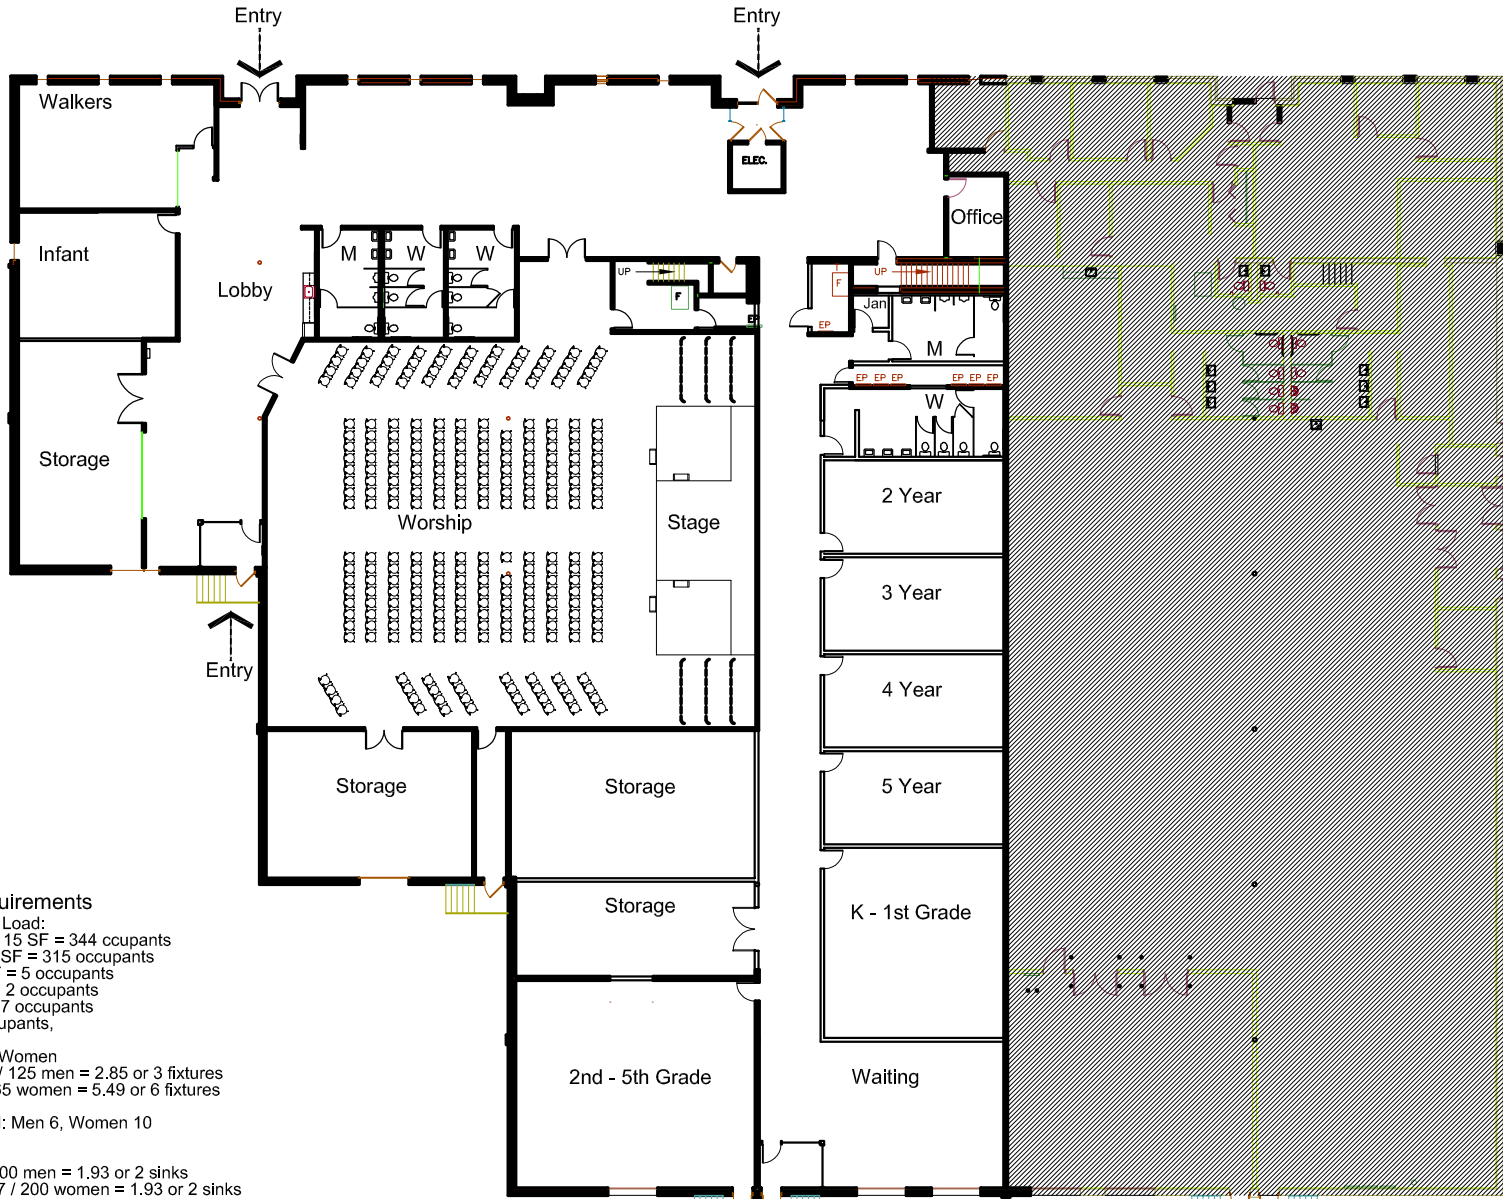 Entry
Entry
Walkers
ELEC.
Office
Infant
M
W
W
Lobby
UP
F
EP
UP
F
EP
Jan
M
EP EP EP
EP EP EP
W
Storage
2 Year
Worship
Stage
3 Year
Entry
4 Year
Storage
Storage
5 Year
Storage
K - 1st Grade
2nd - 5th Grade
Waiting
uirements
Load:
15 SF = 344 ccupants
SF = 315 occupants
= 5 occupants
2 occupants
7 occupants
upants,
Women
/ 125 men = 2.85 or 3 fixtures
65 women = 5.49 or 6 fixtures
: Men 6, Women 10
00 men = 1.93 or 2 sinks
7 / 200 women = 1.93 or 2 sinks